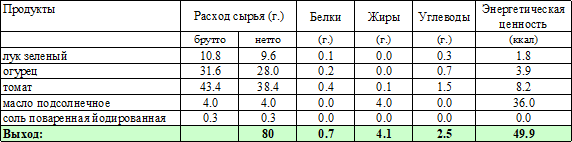 Продукты Расход сырья (г.) Белки Жиры Углеводы Энергетическая ценность
брутто нетто (г.) (г.) (г.) (ккал)
лук зеленый 10.8 9.6 0.1 0.0 0.3 1.8
огурец 31.6 28.0 0.2 0.0 0.7 3.9
томат 43.4 38.4 0.4 0.1 1.5 8.2
масло подсолнечное 4.0 4.0 0.0 4.0 0.0 36.0
соль поваренная йодированная 0.3 0.3 0.0 0.0 0.0 0.0
Выход: 80 0.7 4.1 2.5 49.9